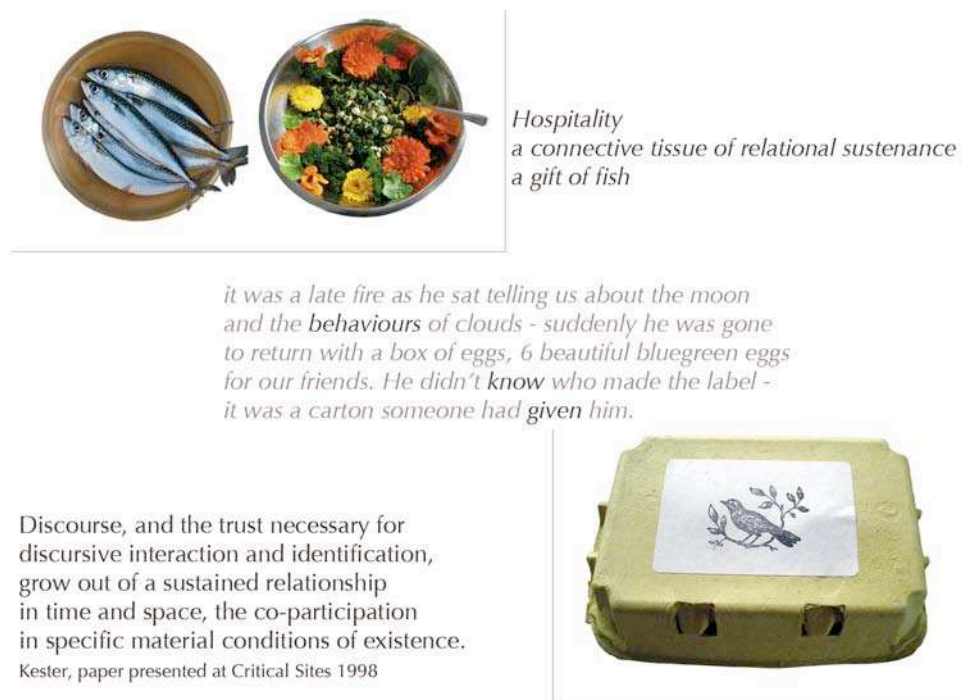 Hospitality
a connective tissue of relational sustenance
a gift of fish
it was a late fire as he sat telling us about the moon
and the behaviours of clouds - suddenly he was gone
to return with a box of eggs, 6 beautiful bluegreen eggs
for our friends. He didn't know who made the label -
it was a carton someone had given him.
Discourse, and the trust necessary for
discursive interaction and identification,
grow out of a sustained relationship
in time and space, the co-participation
in specific material conditions of existence.
Kester, paper presented at Critical Sites 1998